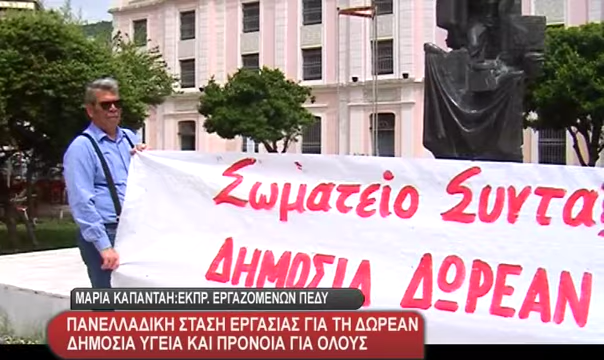 Σωματείο Συντα
ΔΗΜΟΣΙΑ ΔΩΡΕΑΝ
ΜΑΡΙΑ ΚΑΠΑΝΤΑΗ:ΕΚΠΡ. ΕΡΓΑΖΟΜΕΝΩΝ ΠΕΔΥ
ΠΑΝΕΛΛΑΔΙΚΗ ΣΤΑΣΗ ΕΡΓΑΣΙΑΣ ΓΙΑ ΤΗ ΔΩΡΕΑΝ
ΔΗΜΟΣΙΑ ΥΓΕΙΑ ΚΑΙ ΠΡΟΝΟΙΑ ΓΙΑ ΟΛΟΥΣ